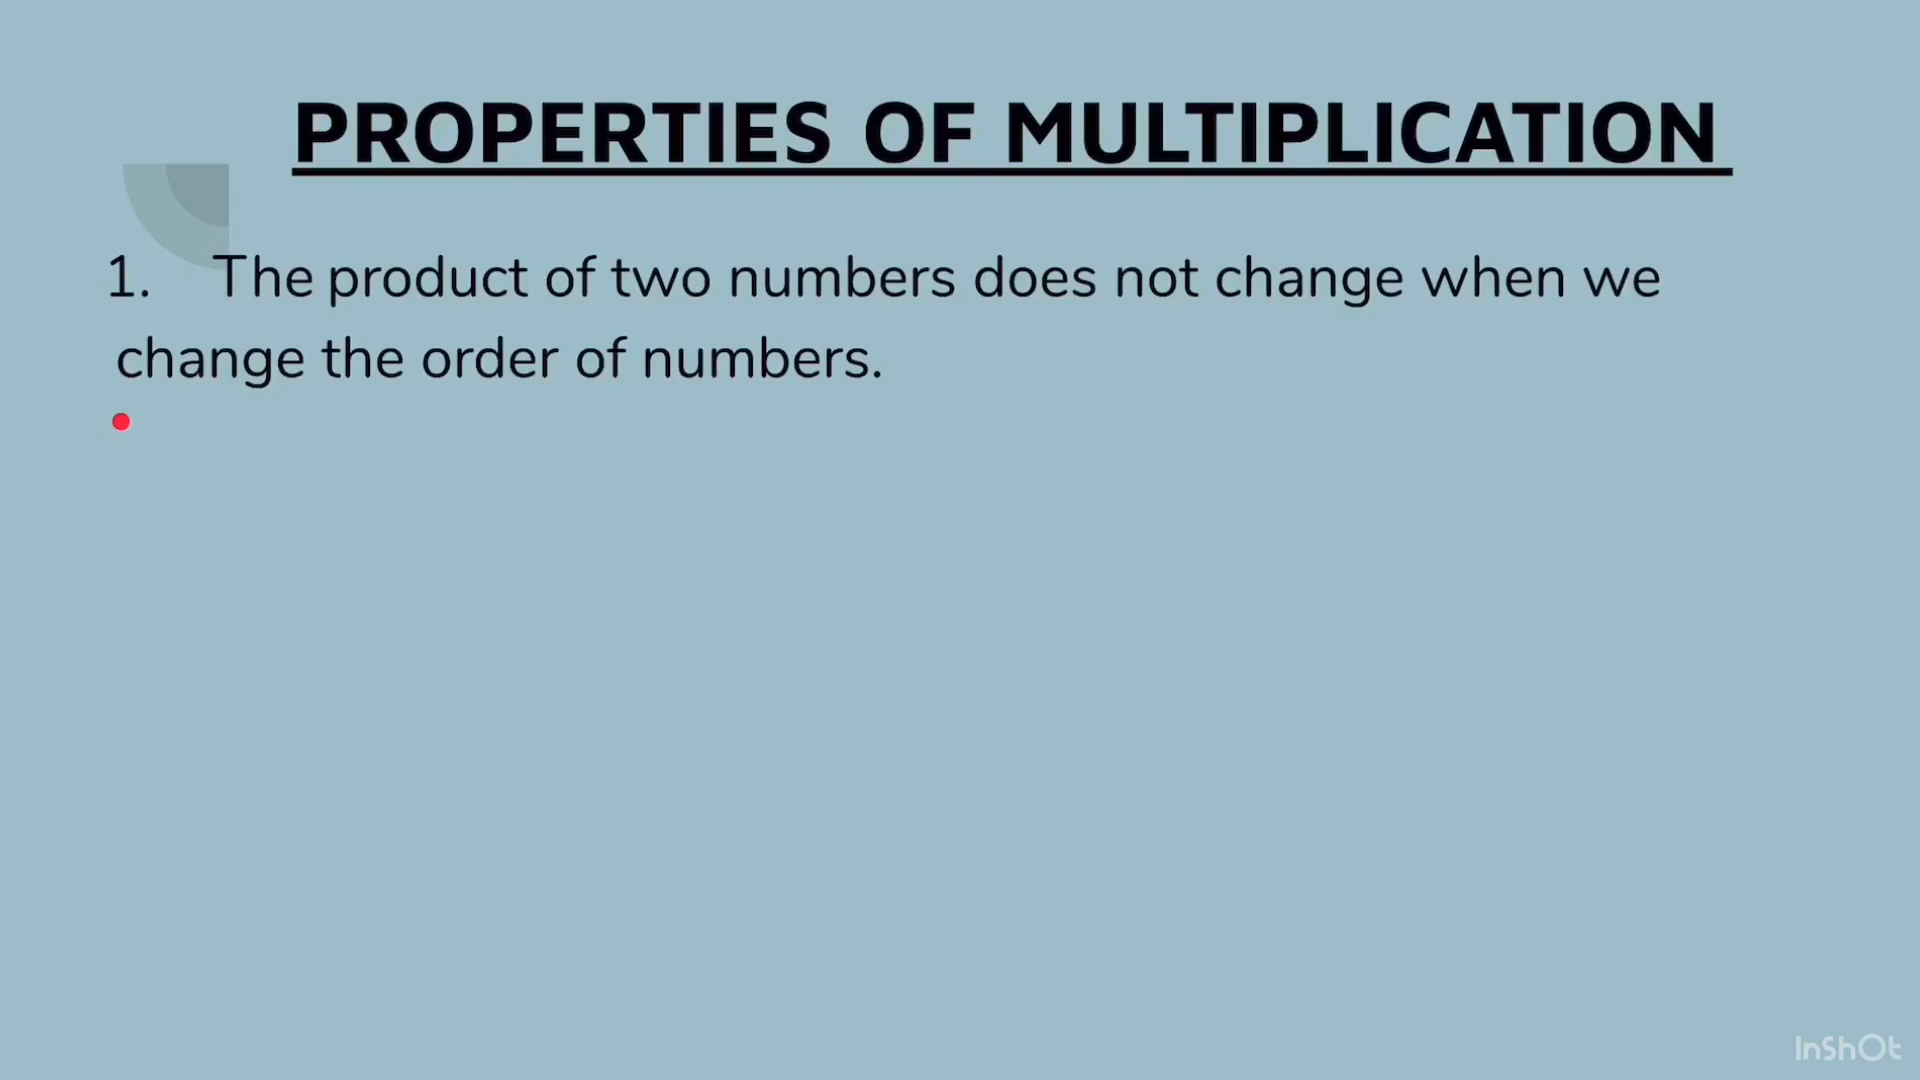 PROPERTIES OF MULTIPLICATION
1. The product of two numbers does not change when we
change the order of numbers.
InShOt